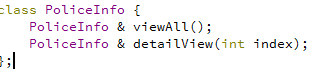 class PoliceInfo {
    PoliceInfo & viewAll();
    PoliceInfo & detailView(int index);
};